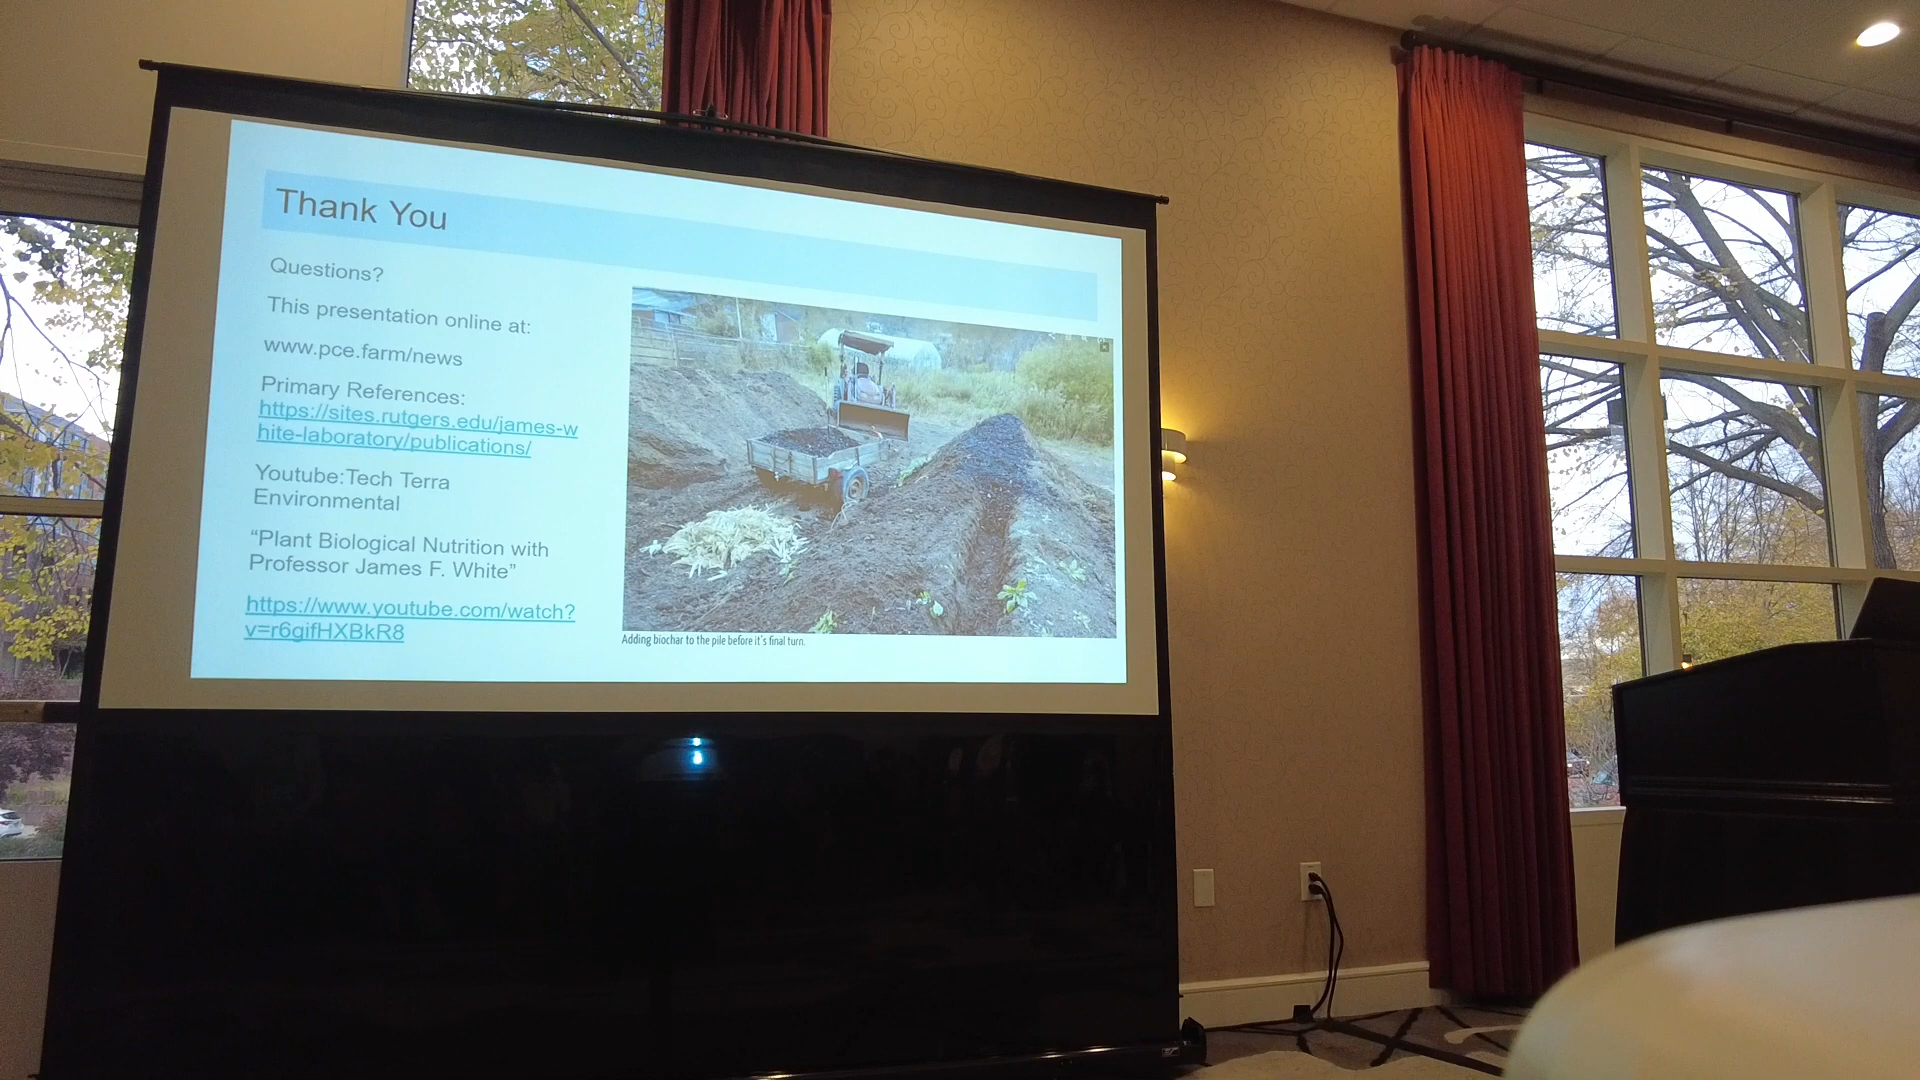 Thank You
Questions?
This presentation online at:
www.pce.farm/news
Primary References:
https://sites.rutgers.edu/james-w
hite-laboratory/publications/
Youtube:Tech Terra
Environmental
“Plant Biological Nutrition with
Professor James F. White”
https://www.youtube.com/watch?
v=r6gifHXBkR8
Adding biochar to the pile before it's final turn.